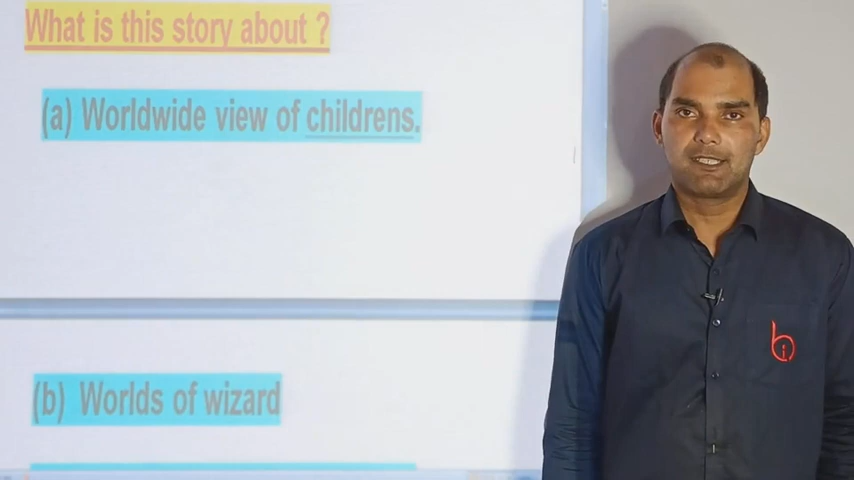 What is this story about ?
(a) Worldwide view of childrens.
(b) Worlds of wizard